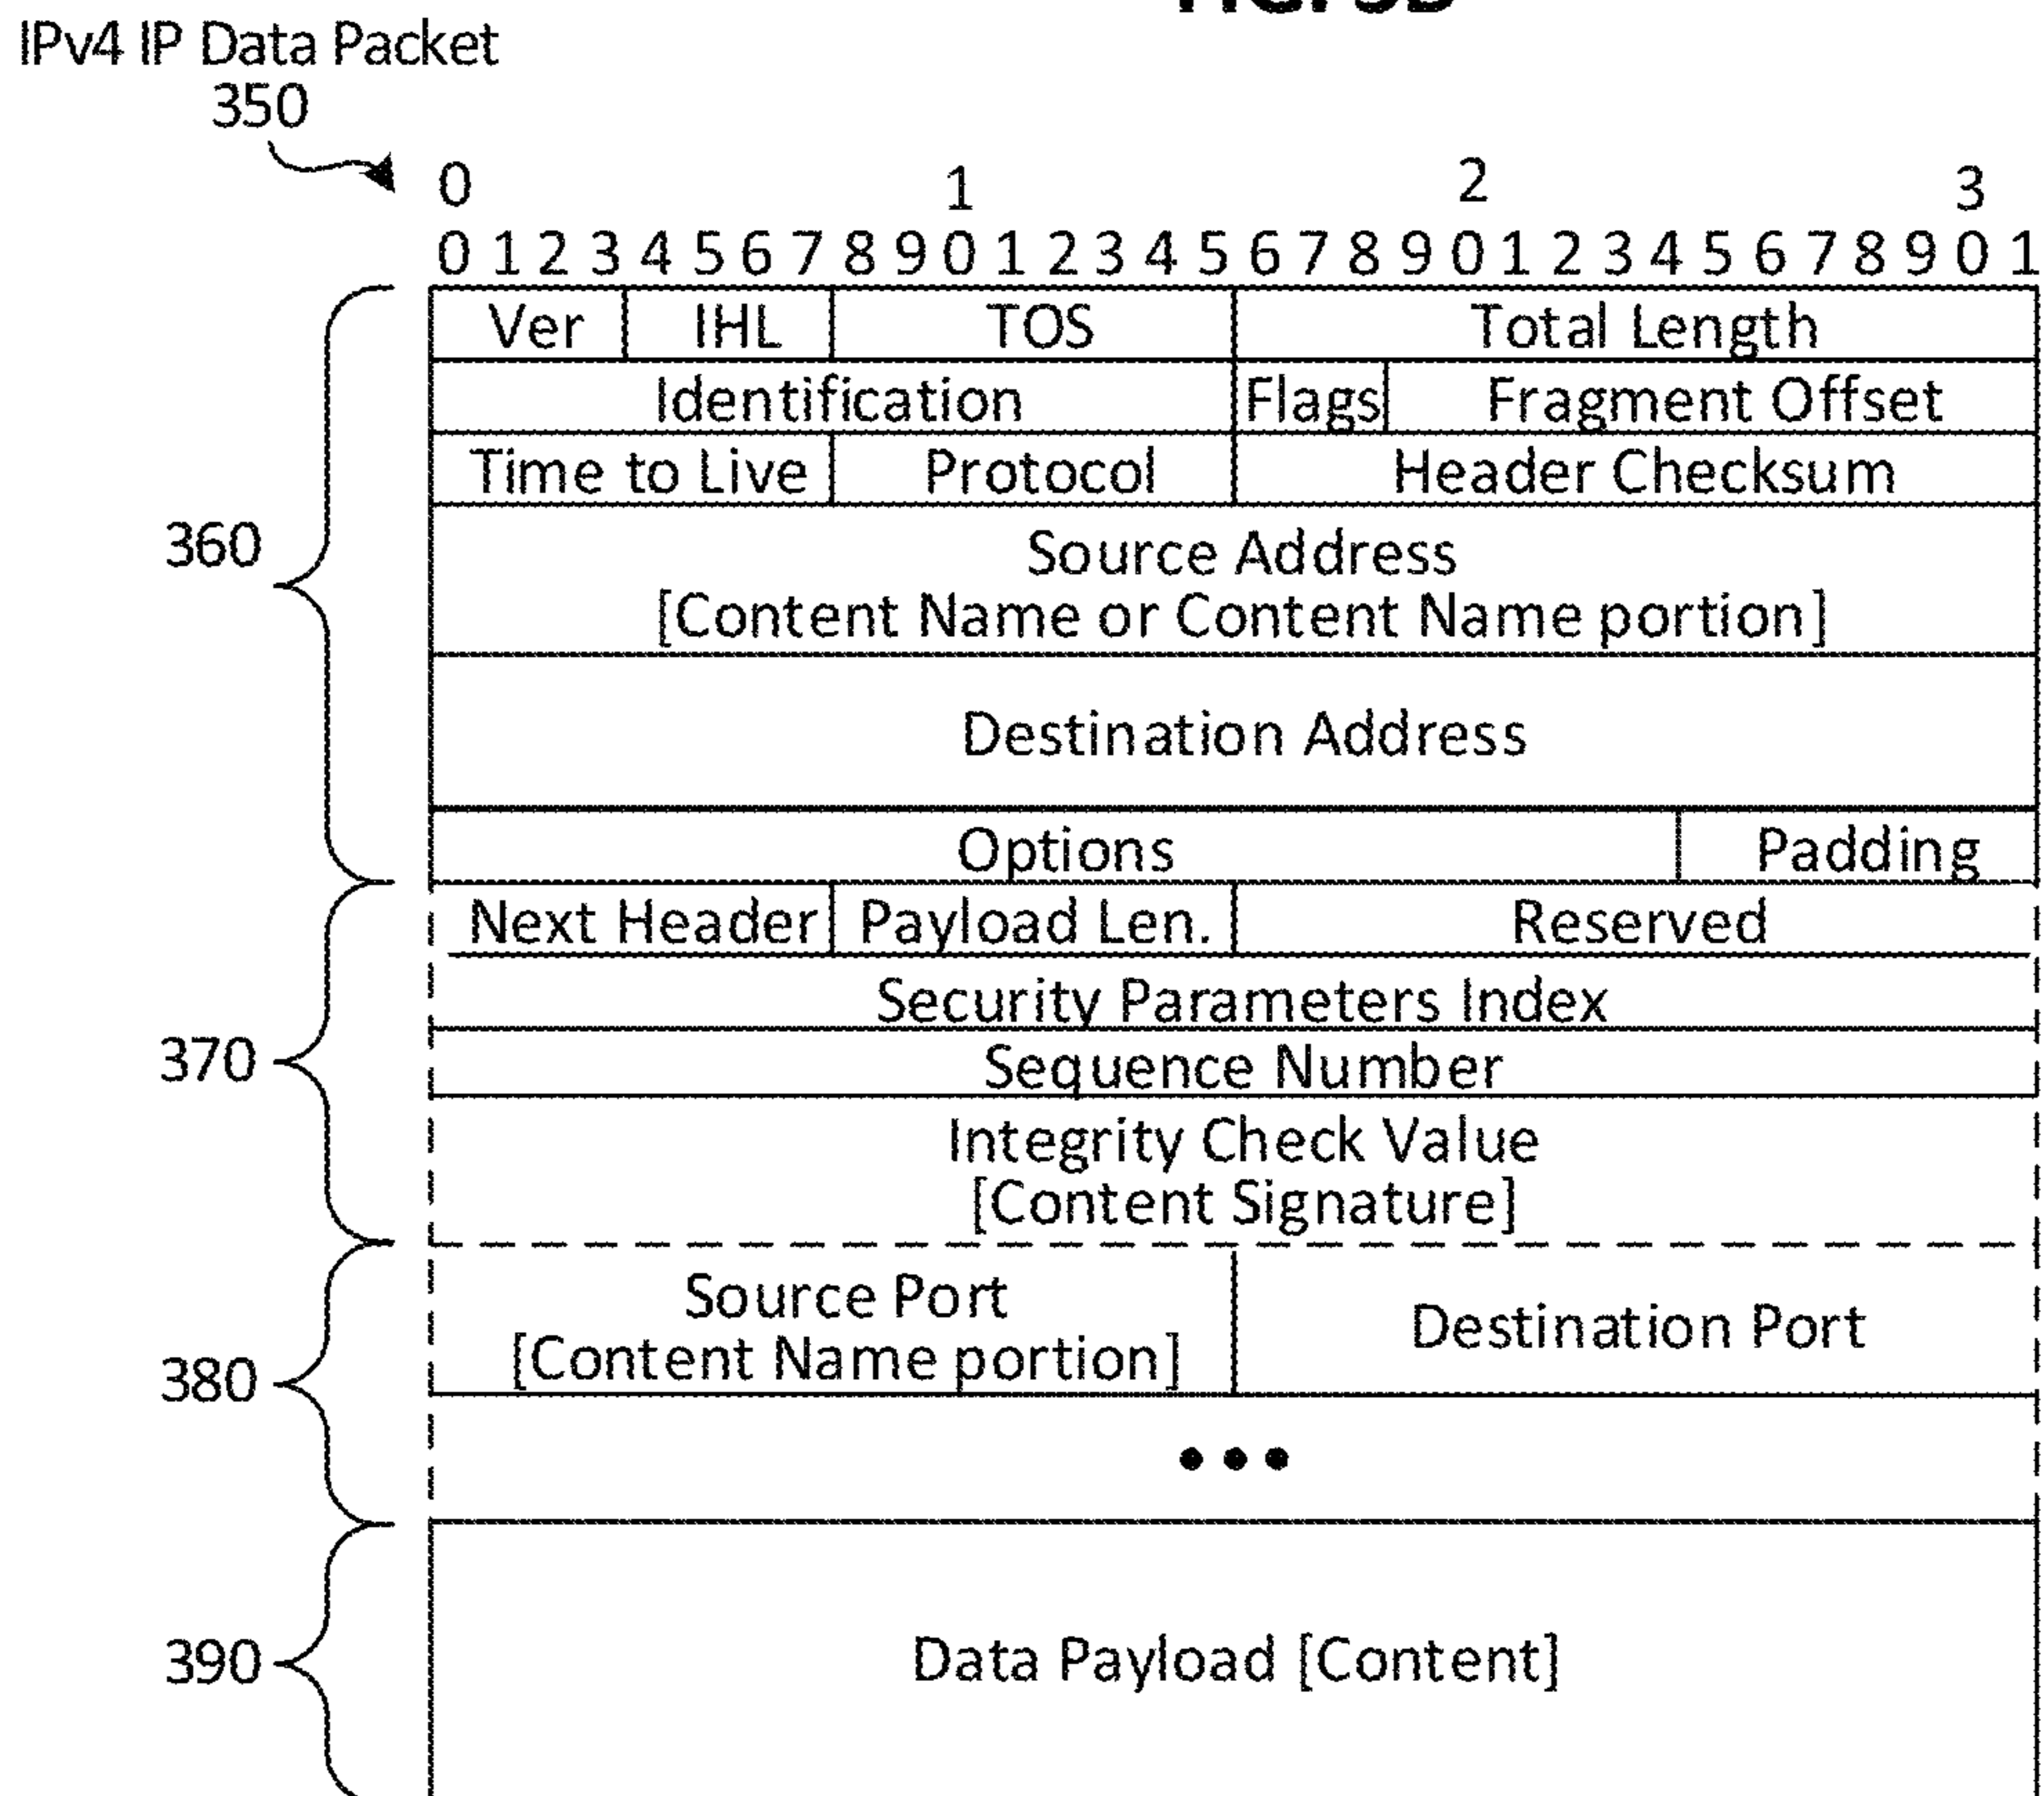 IPv4 IP Data Packet
350
0 1 2 3
0 1 2 3 4 5 6 7 8 9 0 1 2 3 4 5 6 7 8 9 0 1 2 3 4 5 6 7 8 9 0 1
Ver IHL TOS Total Length
Identification Flags Fragment Offset
Time to Live Protocol Header Checksum
360
Source Address
[Content Name or Content Name portion]
Destination Address
Options Padding
Next Header Payload Len. Reserved
Security Parameters Index
370
Sequence Number
Integrity Check Value
[Content Signature]
Source Port
[Content Name portion]
Destination Port
380
•••
390
Data Payload [Content]